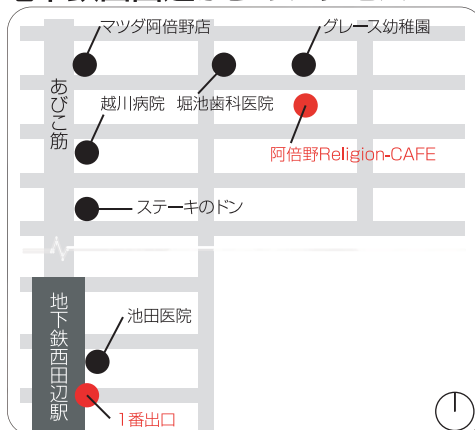 マツダ阿倍野店
グレース幼稚園
あびこ筋
越川病院
堀池歯科医院
阿倍野Religion-CAFE
ステーキのドン
地下鉄西田辺駅
池田医院
1番出口